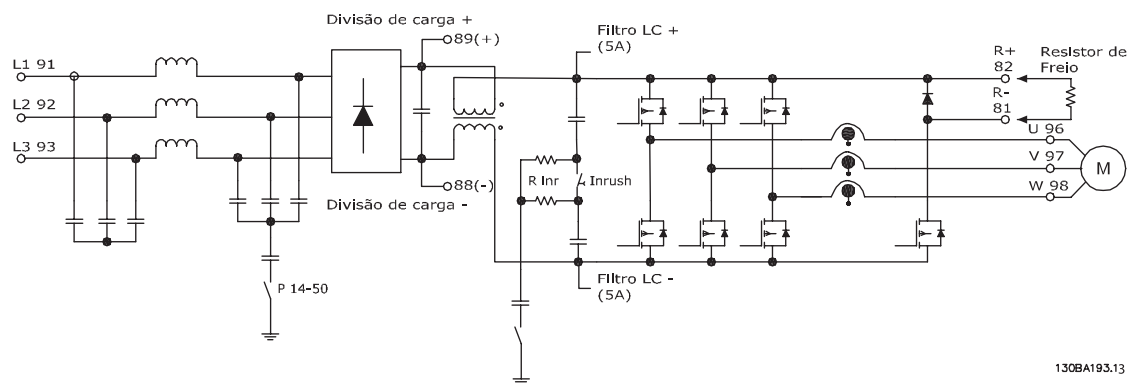 Divisão de carga +
89(+)
Filtro LC +
(5A)
R+
82
Resistor de
Freio
R-
81
L1 91
L2 92
L3 93
U 96
V 97
W 98
M
R Inr
Inrush
88(-)
Divisão de carga -
Filtro LC -
(5A)
P 14-50
130BA193.13